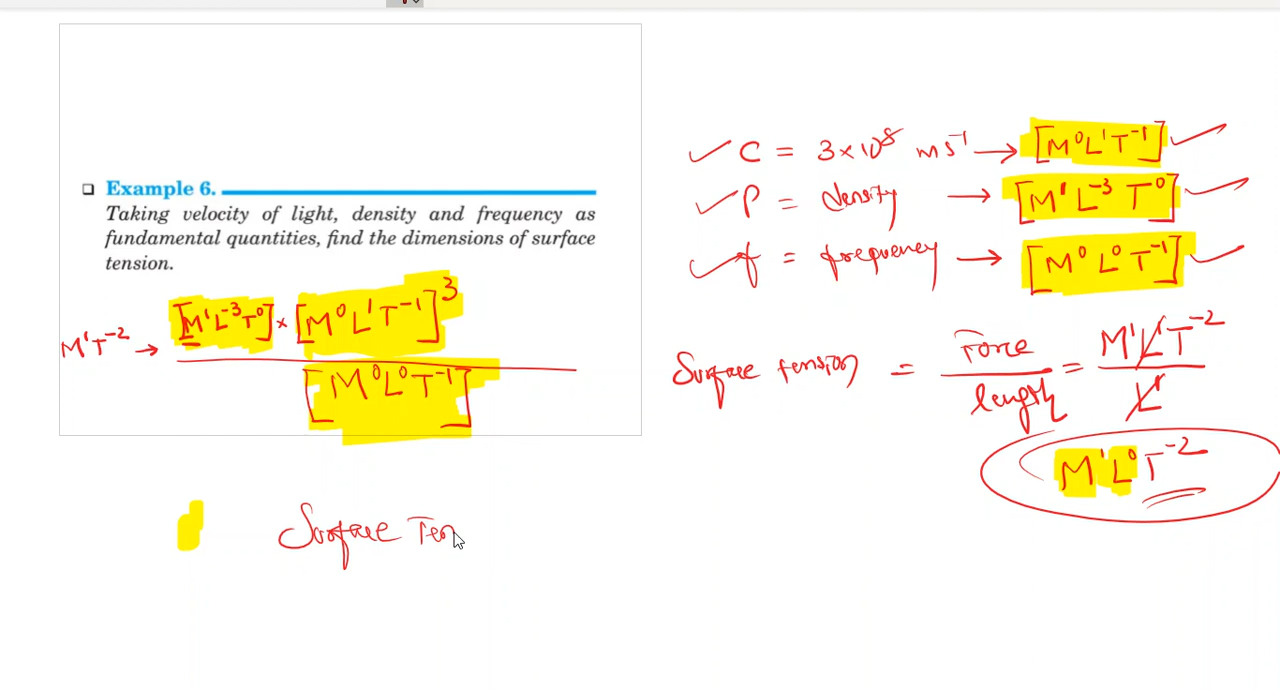 ❑ Example 6.
Taking velocity of light, density and frequency as
fundamental quantities, find the dimensions of surface
tension.
M¹T⁻² → [M¹L⁻³T⁰] × [M⁰L¹T⁻¹]³
[M⁰L⁰T⁻¹]
Surface Ten
C = 3×10⁸ ms⁻¹ → [M⁰L¹T⁻¹]
ρ = density → [M¹L⁻³T⁰]
f = frequency → [M⁰L⁰T⁻¹]
Surface tension = Force / length = M¹L¹T⁻² / L¹
M¹L⁰T⁻²